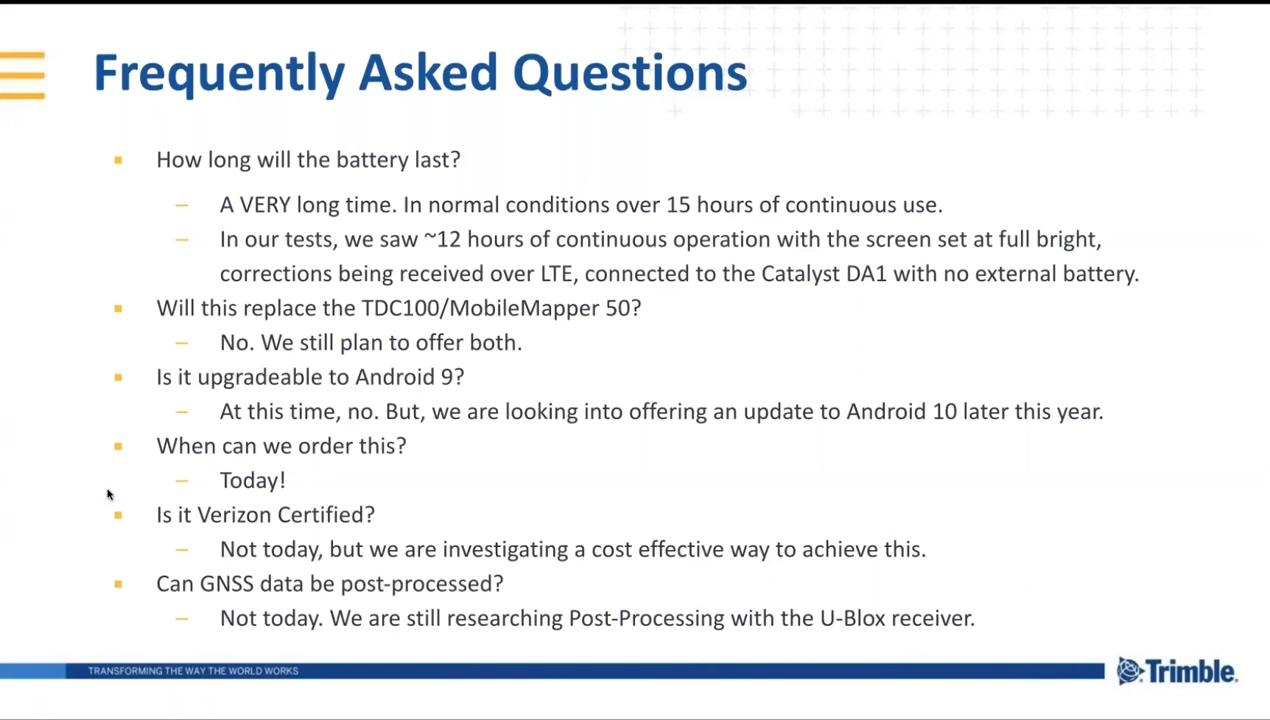 Frequently Asked Questions
How long will the battery last?
– A VERY long time. In normal conditions over 15 hours of continuous use.
– In our tests, we saw ~12 hours of continuous operation with the screen set at full bright,
corrections being received over LTE, connected to the Catalyst DA1 with no external battery.
Will this replace the TDC100/MobileMapper 50?
– No. We still plan to offer both.
Is it upgradeable to Android 9?
– At this time, no. But, we are looking into offering an update to Android 10 later this year.
When can we order this?
– Today!
Is it Verizon Certified?
– Not today, but we are investigating a cost effective way to achieve this.
Can GNSS data be post-processed?
– Not today. We are still researching Post-Processing with the U-Blox receiver.
TRANSFORMING THE WAY THE WORLD WORKS
Trimble.